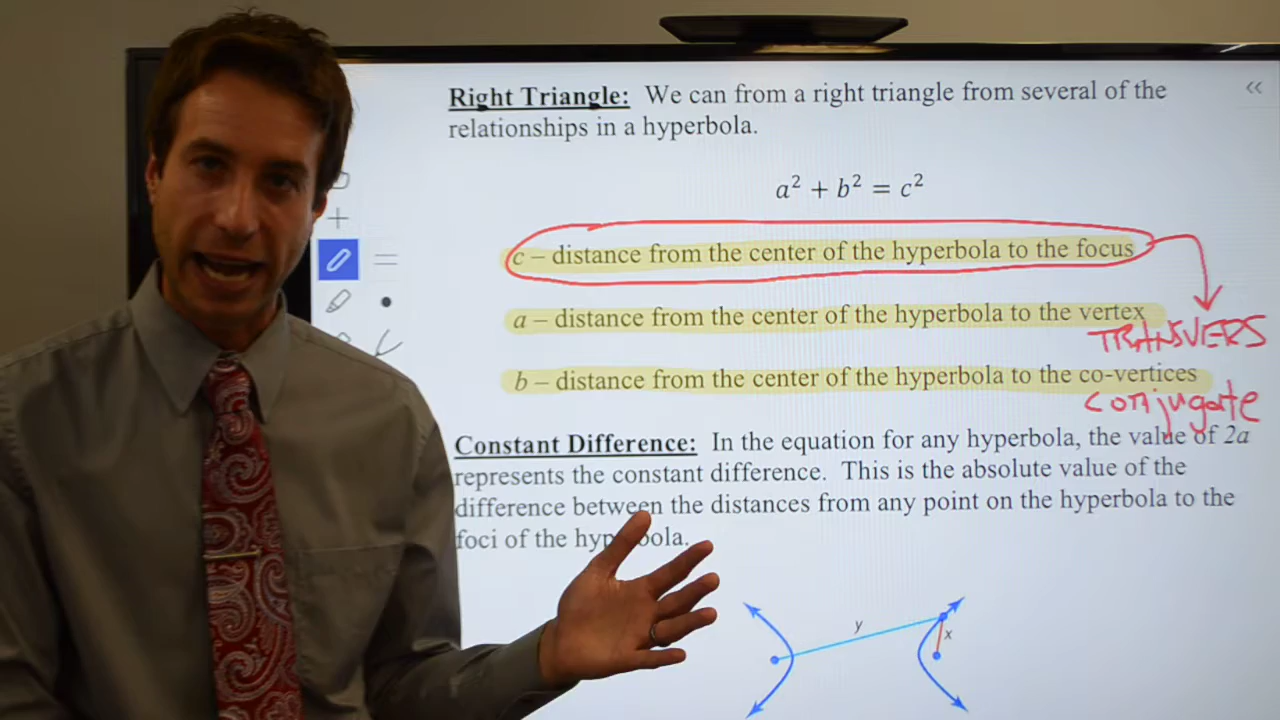 Right Triangle: We can from a right triangle from several of the
relationships in a hyperbola.
a² + b² = c²
c – distance from the center of the hyperbola to the focus
a – distance from the center of the hyperbola to the vertex
TRANSVERS
b – distance from the center of the hyperbola to the co-vertices
conjugate
Constant Difference: In the equation for any hyperbola, the value of 2a
represents the constant difference. This is the absolute value of the
difference between the distances from any point on the hyperbola to the
foci of the hyperbola.
y
x